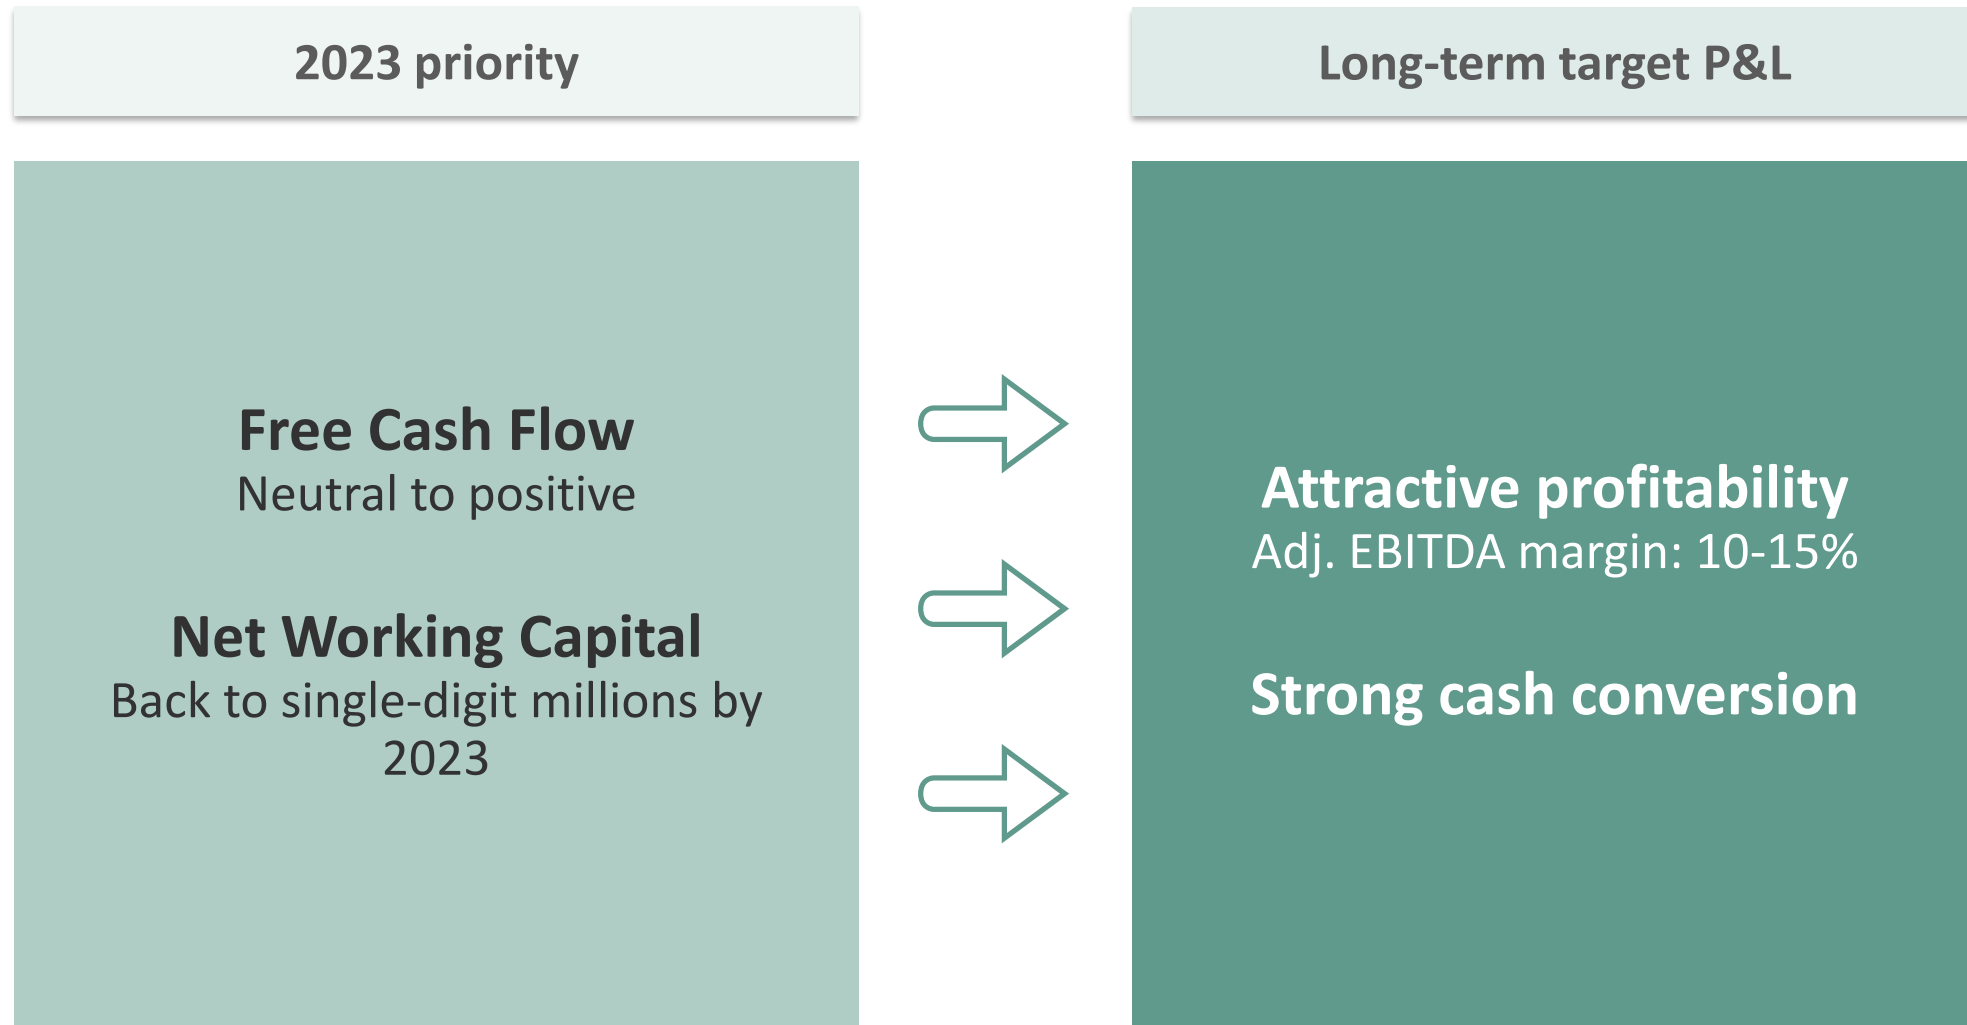 2023 priority
Free Cash Flow
Neutral to positive
Net Working Capital
Back to single-digit millions by
2023
Long-term target P&L
Attractive profitability
Adj. EBITDA margin: 10-15%
Strong cash conversion